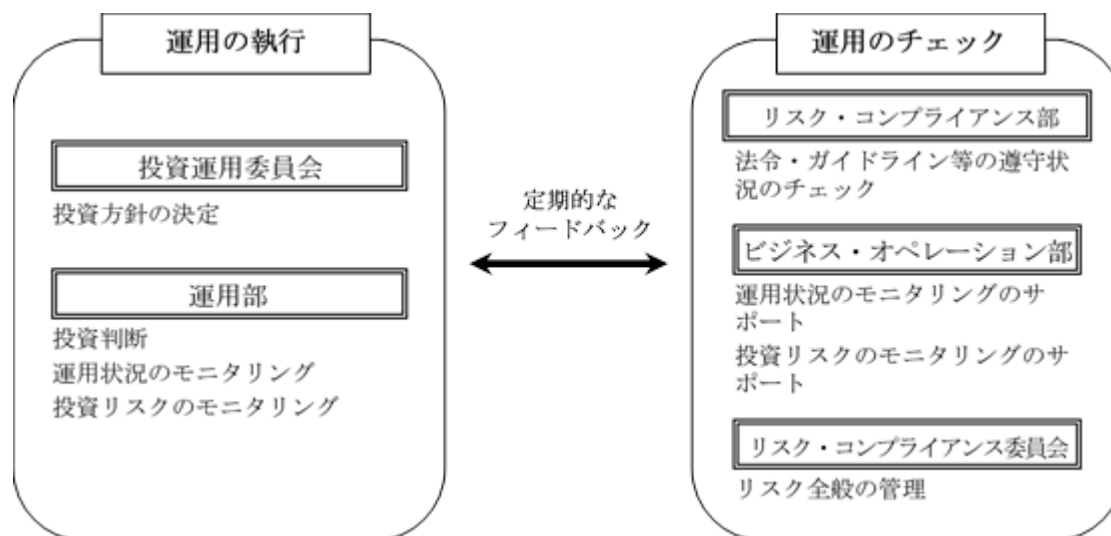 運用の執行
投資運用委員会
投資方針の決定
運用部
投資判断
運用状況のモニタリング
投資リスクのモニタリング
定期的な
フィードバック
運用のチェック
リスク・コンプライアンス部
法令・ガイドライン等の遵守状
況のチェック
ビジネス・オペレーション部
運用状況のモニタリングのサ
ポート
投資リスクのモニタリングのサ
ポート
リスク・コンプライアンス委員会
リスク全般の管理